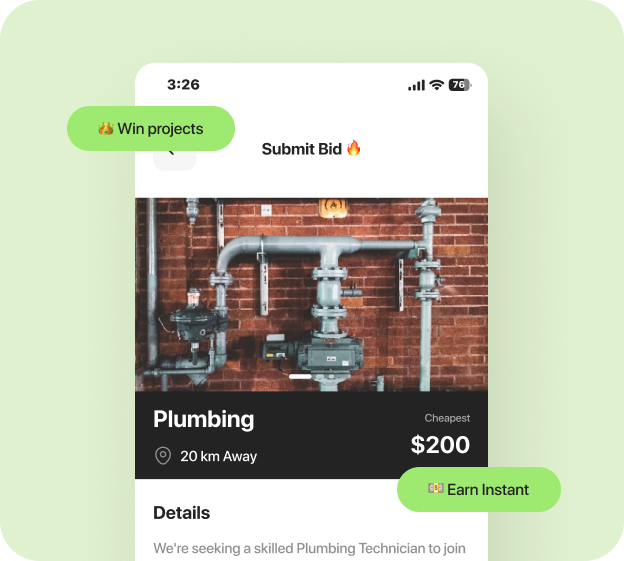 3:26
76
👑 Win projects
Submit Bid 🔥
Plumbing
Cheapest
20 km Away
$200
💵 Earn Instant
Details
We're seeking a skilled Plumbing Technician to join